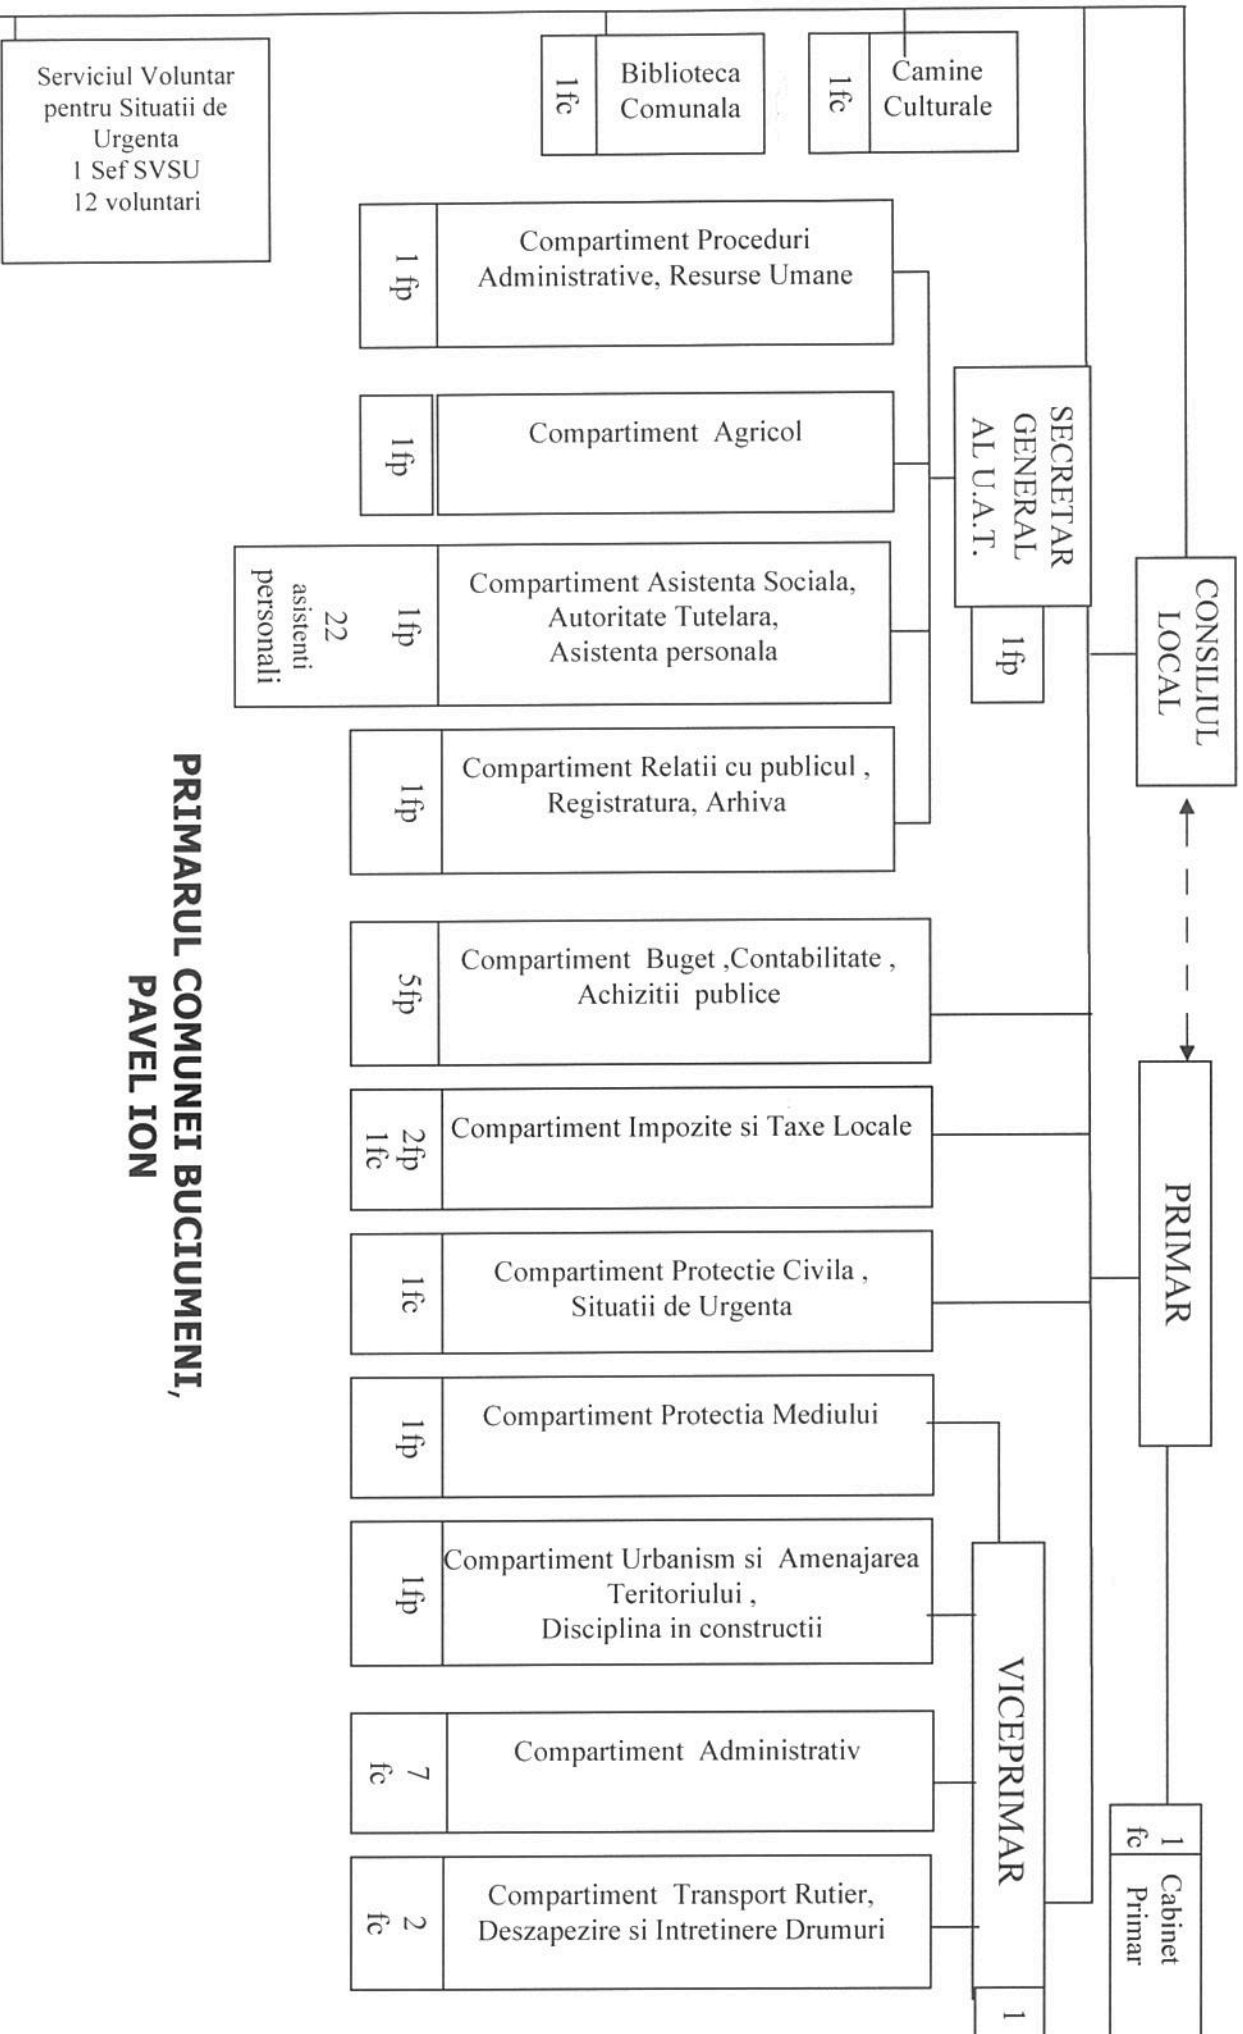 CONSILIUL
LOCAL
PRIMAR
1
fc
Cabinet
Primar
SECRETAR
GENERAL
AL U.A.T.
1fp
VICEPRIMAR
1
Camine
Culturale
1fc
Biblioteca
Comunala
1fc
Serviciul Voluntar
pentru Situatii de
Urgenta
1 Sef SVSU
12 voluntari
Compartiment Proceduri
Administrative, Resurse Umane
1 fp
Compartiment Agricol
1fp
Compartiment Asistenta Sociala,
Autoritate Tutelara,
Asistenta personala
1fp
22
asistenti
personali
Compartiment Relatii cu publicul ,
Registratura, Arhiva
1fp
Compartiment Buget ,Contabilitate ,
Achizitii publice
5fp
Compartiment Impozite si Taxe Locale
2fp
1fc
Compartiment Protectie Civila ,
Situatii de Urgenta
1fc
Compartiment Protectia Mediului
1fp
Compartiment Urbanism si Amenajarea
Teritoriului ,
Disciplina in constructii
1fp
Compartiment Administrativ
7
fc
Compartiment Transport Rutier,
Deszapezire si Intretinere Drumuri
2
fc
PRIMARUL COMUNEI BUCIUMENI,
PAVEL ION